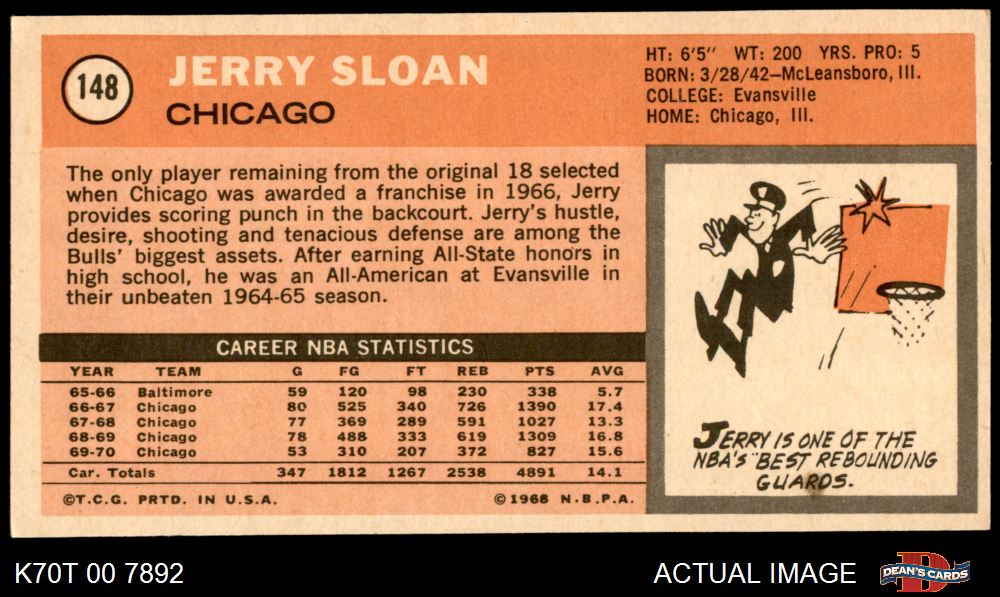 148
JERRY SLOAN
CHICAGO
HT: 6'5" WT: 200 YRS. PRO: 5
BORN: 3/28/42—McLeansboro, Ill.
COLLEGE: Evansville
HOME: Chicago, Ill.
The only player remaining from the original 18 selected
when Chicago was awarded a franchise in 1966, Jerry
provides scoring punch in the backcourt. Jerry's hustle,
desire, shooting and tenacious defense are among the
Bulls' biggest assets. After earning All-State honors in
high school, he was an All-American at Evansville in
their unbeaten 1964-65 season.
CAREER NBA STATISTICS
YEAR TEAM G FG FT REB PTS AVG
65-66 Baltimore 59 120 98 230 338 5.7
66-67 Chicago 80 525 340 726 1390 17.4
67-68 Chicago 77 369 289 591 1027 13.3
68-69 Chicago 78 488 333 619 1309 16.8
69-70 Chicago 53 310 207 372 827 15.6
Car. Totals 347 1812 1267 2538 4891 14.1
©T.C.G. PRTD. IN U.S.A. ©1968 N.B.P.A.
JERRY IS ONE OF THE
NBA'S BEST REBOUNDING
GUARDS.
K70T 00 7892
ACTUAL IMAGE
D
DEAN'S CARDS